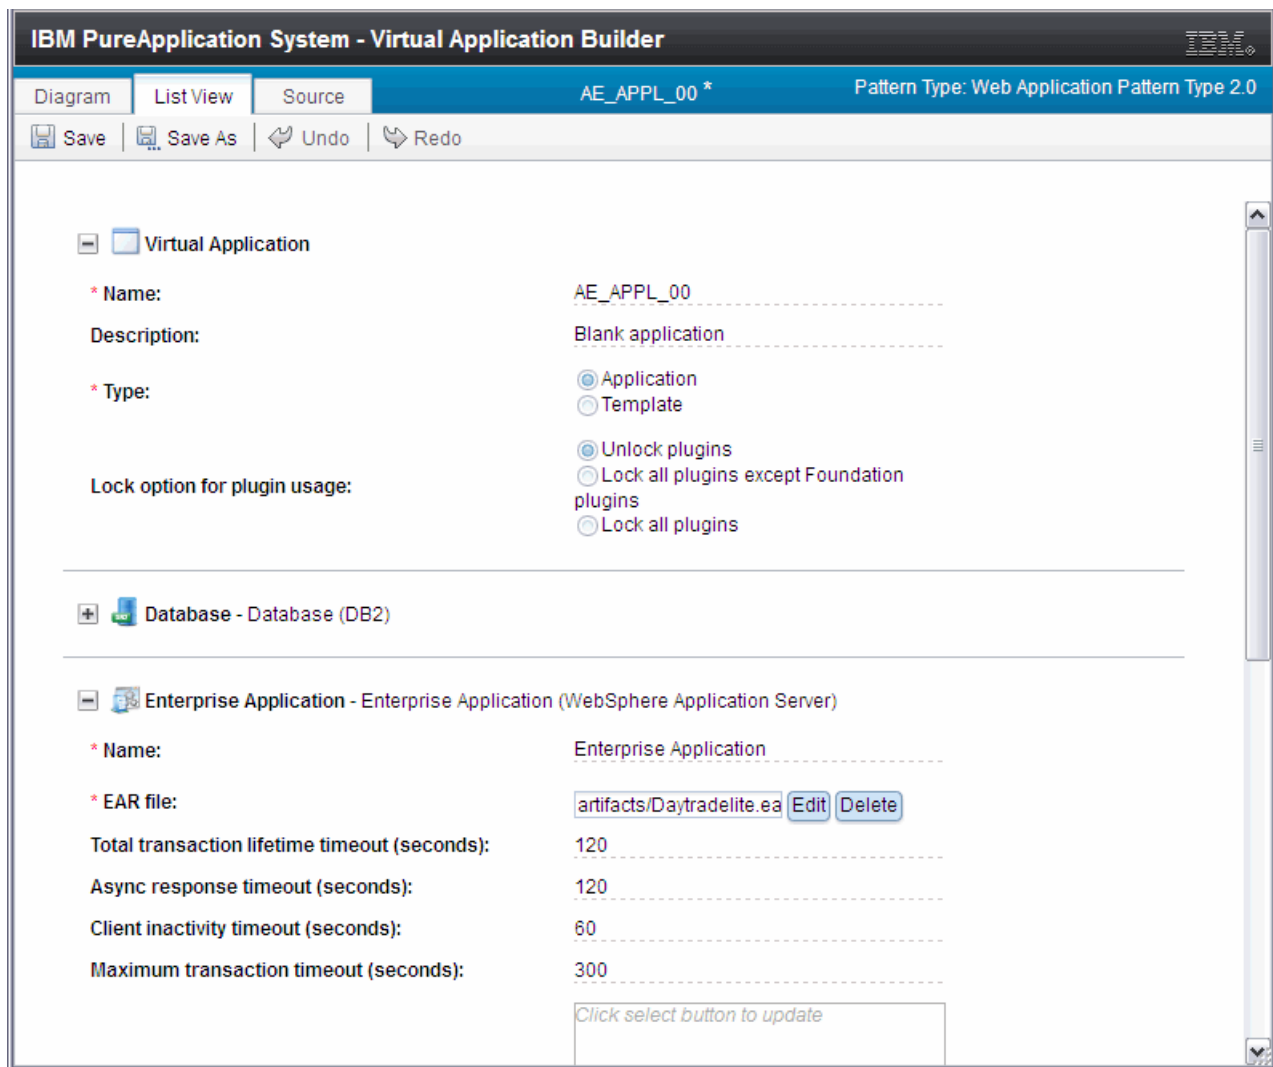 IBM PureApplication System - Virtual Application Builder
IBM®
Diagram
List View
Source
AE_APPL_00 *
Pattern Type: Web Application Pattern Type 2.0
Save
Save As
Undo
Redo
Virtual Application
* Name:
AE_APPL_00
Description:
Blank application
* Type:
Application
Template
Lock option for plugin usage:
Unlock plugins
Lock all plugins except Foundation
plugins
Lock all plugins
Database - Database (DB2)
Enterprise Application - Enterprise Application (WebSphere Application Server)
* Name:
Enterprise Application
* EAR file:
artifacts/Daytradelite.ea
Edit
Delete
Total transaction lifetime timeout (seconds):
120
Async response timeout (seconds):
120
Client inactivity timeout (seconds):
60
Maximum transaction timeout (seconds):
300
Click select button to update